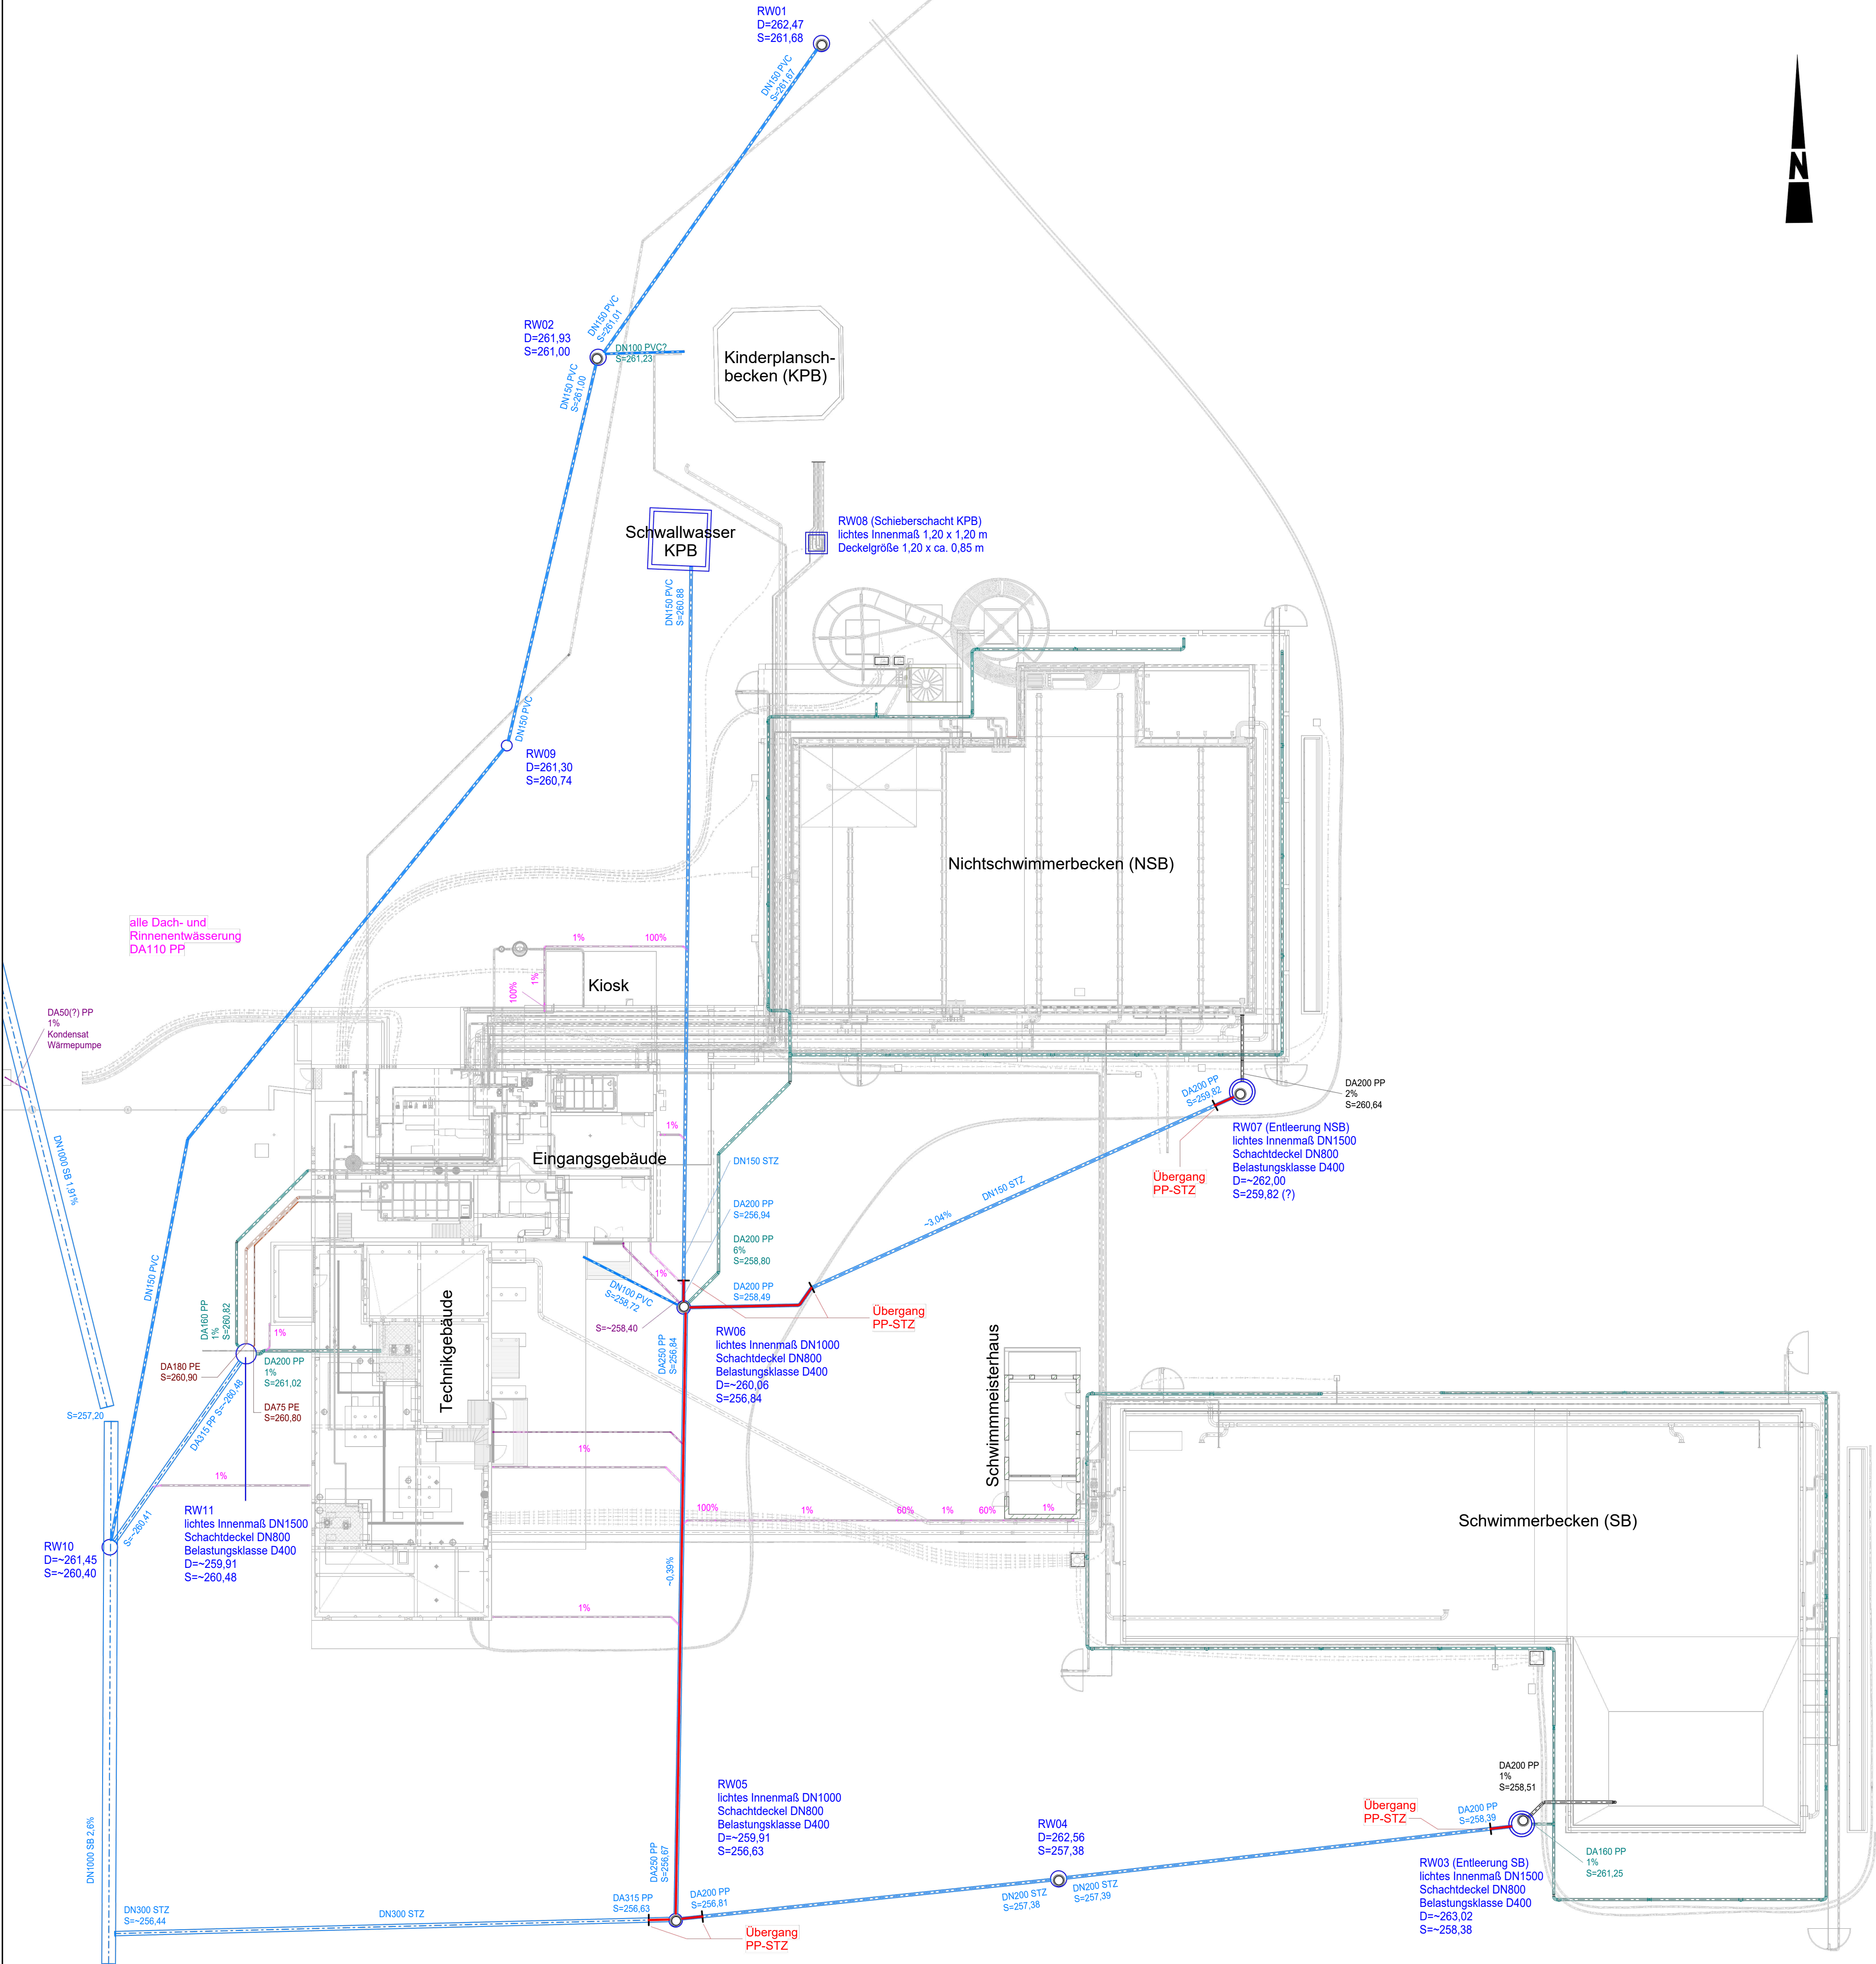 RW01
D=262,47
S=261,68
DN150 PVC
S=261,67
N
RW02
D=261,93
S=261,00
DN150 PVC
S=261,01
DN100 PVC?
S=261,23
DN150 PVC
S=261,00
Kinderplansch-
becken (KPB)
Schwallwasser
KPB
RW08 (Schieberschacht KPB)
lichtes Innenmaß 1,20 x 1,20 m
Deckelgröße 1,20 x ca. 0,85 m
DN150 PVC
S=260.88
DN150 PVC
RW09
D=261,30
S=260,74
Nichtschwimmerbecken (NSB)
alle Dach- und
Rinnenentwässerung
DA110 PP
1%
100%
1%
100%
Kiosk
DA50(?) PP
1%
Kondensat
Wärmepumpe
DN1000 SB 1,91%
DA200 PP
S=259,82
DA200 PP
2%
S=260,64
RW07 (Entleerung NSB)
lichtes Innenmaß DN1500
Schachtdeckel DN800
Belastungsklasse D400
D=~262,00
S=259,82 (?)
Übergang
PP-STZ
1%
Eingangsgebäude
DN150 STZ
DN150 STZ
~3,04%
DA200 PP
S=256,94
DA200 PP
6%
S=258,80
DA200 PP
S=258,49
1%
DN100 PVC
S=258,72
DN150 PVC
Übergang
PP-STZ
S=~258,40
RW06
lichtes Innenmaß DN1000
Schachtdeckel DN800
Belastungsklasse D400
D=~260,06
S=256,84
DA250 PP
S=256,84
Technikgebäude
Schwimmmeisterhaus
DA160 PP
1%
S=260,82
1%
DA180 PE
S=260,90
DA200 PP
1%
S=261,02
DA75 PE
S=260,80
DA315 PP S=~260,48
S=257,20
1%
1%
S=~260,41
RW11
lichtes Innenmaß DN1500
Schachtdeckel DN800
Belastungsklasse D400
D=~259,91
S=~260,48
100%
1%
60%
1%
60%
1%
Schwimmerbecken (SB)
RW10
D=~261,45
S=~260,40
~0,39%
1%
DN1000 SB 2,6%
RW05
lichtes Innenmaß DN1000
Schachtdeckel DN800
Belastungsklasse D400
D=~259,91
S=256,63
DA250 PP
S=256,67
RW04
D=262,56
S=257,38
DA200 PP
1%
S=258,51
Übergang
PP-STZ
DA200 PP
S=258,39
DA160 PP
1%
S=261,25
RW03 (Entleerung SB)
lichtes Innenmaß DN1500
Schachtdeckel DN800
Belastungsklasse D400
D=~263,02
S=~258,38
DN200 STZ
S=257,39
DN200 STZ
S=257,38
DA200 PP
S=256,81
DA315 PP
S=256,63
DN300 STZ
DN300 STZ
S=~256,44
Übergang
PP-STZ